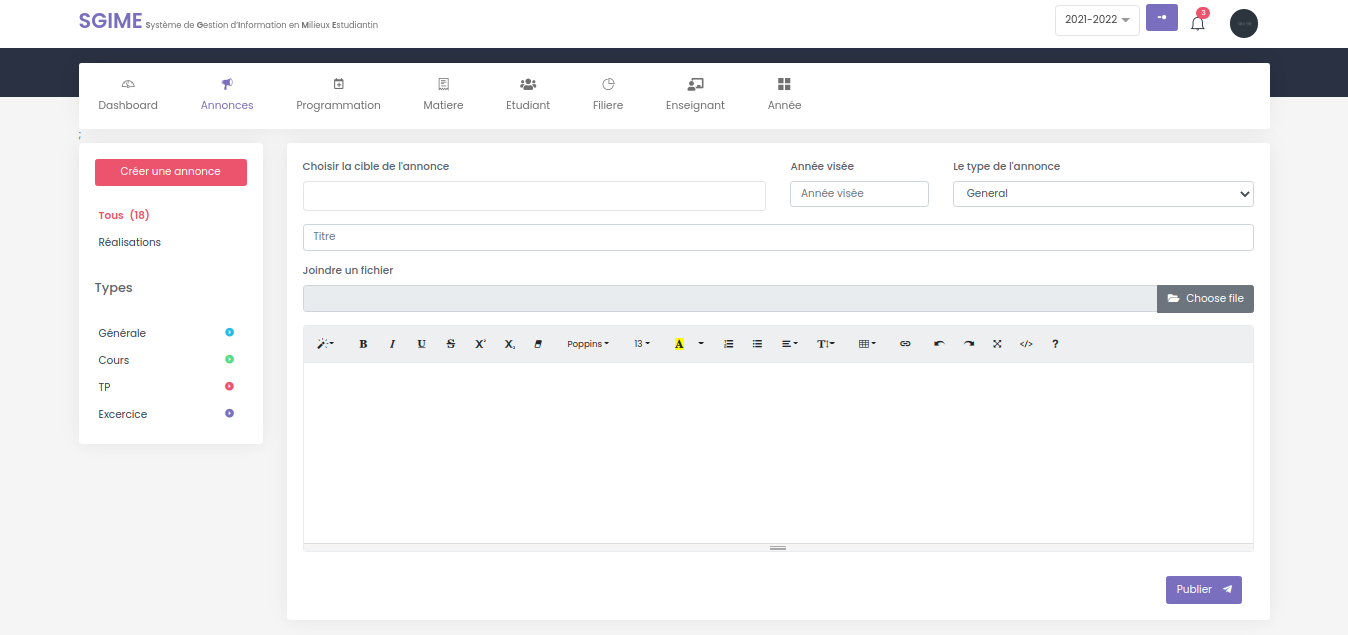 SGIME Système de Gestion d'Information en Milieux Estudiantin
2021-2022
3
Dashboard
Annonces
Programmation
Matiere
Etudiant
Filiere
Enseignant
Année
;
Créer une annonce
Tous (18)
Réalisations
Types
Générale
Cours
TP
Excercice
Choisir la cible de l'annonce
Année visée
Le type de l'annonce
Année visée
General
Titre
Joindre un fichier
Choose file
B I U S X² X₂ Poppins 13 A T </> ?
Publier